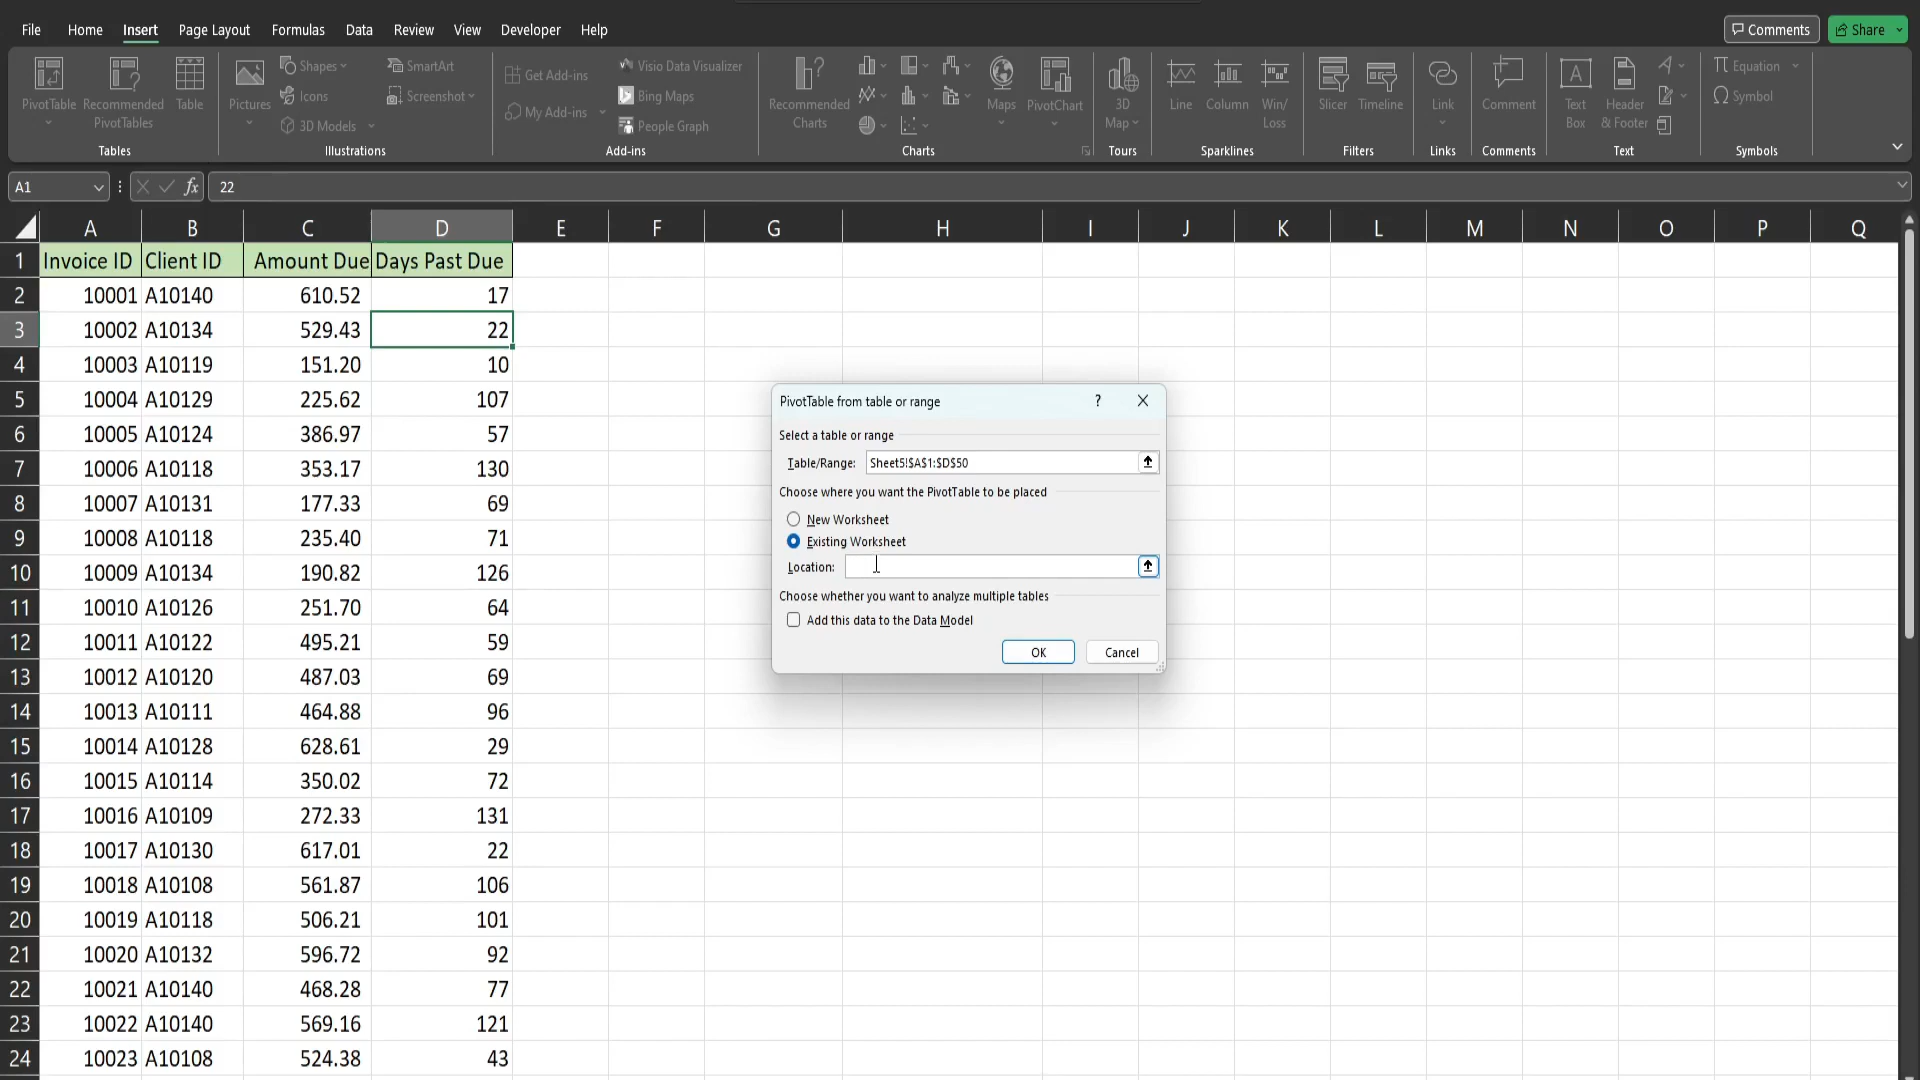 File Home Insert Page Layout Formulas Data Review View Developer Help Comments Share
PivotTable Recommended PivotTables Table
Tables
Pictures Shapes Icons 3D Models SmartArt Screenshot
Illustrations
Get Add-ins My Add-ins Visio Data Visualizer Bing Maps People Graph
Add-ins
Recommended Charts Maps PivotChart
Charts
3D Map
Tours
Line Column Win/Loss
Sparklines
Slicer Timeline
Filters
Link
Links
Comment
Comments
Text Box Header & Footer
Text
Equation Symbol
Symbols
A1 fx 22
A B C D E F G H I J K L M N O P Q
1 Invoice ID Client ID Amount Due Days Past Due
2 10001 A10140 610.52 17
3 10002 A10134 529.43 22
4 10003 A10119 151.20 10
5 10004 A10129 225.62 107
6 10005 A10124 386.97 57
7 10006 A10118 353.17 130
8 10007 A10131 177.33 69
9 10008 A10118 235.40 71
10 10009 A10134 190.82 126
11 10010 A10126 251.70 64
12 10011 A10122 495.21 59
13 10012 A10120 487.03 69
14 10013 A10111 464.88 96
15 10014 A10128 628.61 29
16 10015 A10114 350.02 72
17 10016 A10109 272.33 131
18 10017 A10130 617.01 22
19 10018 A10108 561.87 106
20 10019 A10118 506.21 101
21 10020 A10132 596.72 92
22 10021 A10140 468.28 77
23 10022 A10140 569.16 121
24 10023 A10108 524.38 43
PivotTable from table or range ?
Select a table or range
Table/Range: Sheet5!$A$1:$D$50
Choose where you want the PivotTable to be placed
New Worksheet
Existing Worksheet
Location:
Choose whether you want to analyze multiple tables
Add this data to the Data Model
OK Cancel